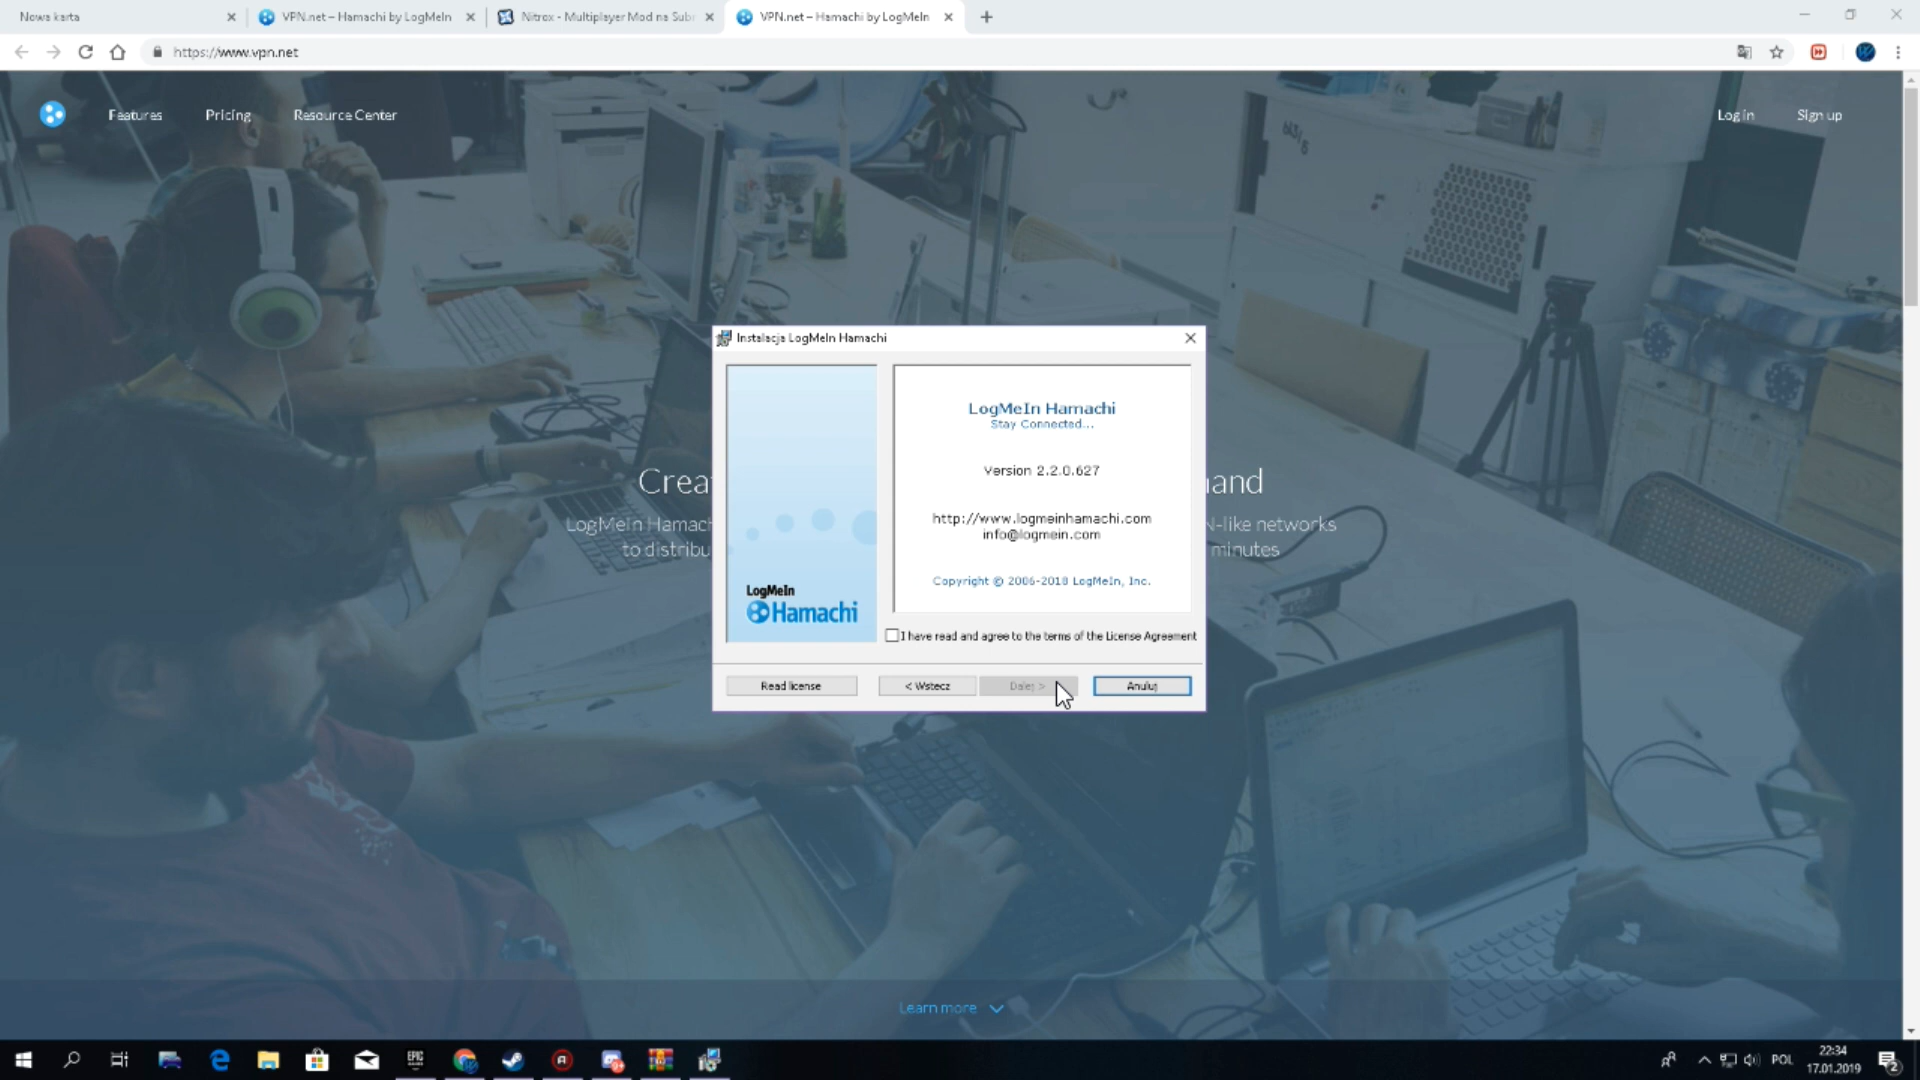 Nowa karta
VPN.net – Hamachi by LogMeIn
Nitrox - Multiplayer Mod na Sub
VPN.net – Hamachi by LogMeIn
https://www.vpn.net
Features
Pricing
Resource Center
Log in
Sign up
Instalacja LogMeIn Hamachi
LogMeIn Hamachi
Stay Connected...
Version 2.2.0.627
http://www.logmeinhamachi.com
info@logmein.com
Copyright © 2006-2018 LogMeIn, Inc.
LogMeIn
Hamachi
I have read and agree to the terms of the License Agreement
Read license
< Wstecz
Dalej >
Anuluj
Crea
and
LogMeIn Hamach
N-like networks
to distribu
minutes
Learn more
EPIC
POL
22:34
17.01.2019
2